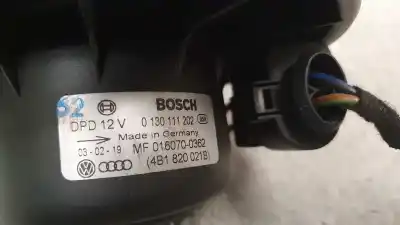 52
BOSCH
DPD 12 V 0 130 111 202
Made in Germany
03-02-19 MF 016070-0362
(4B1 820 021B)